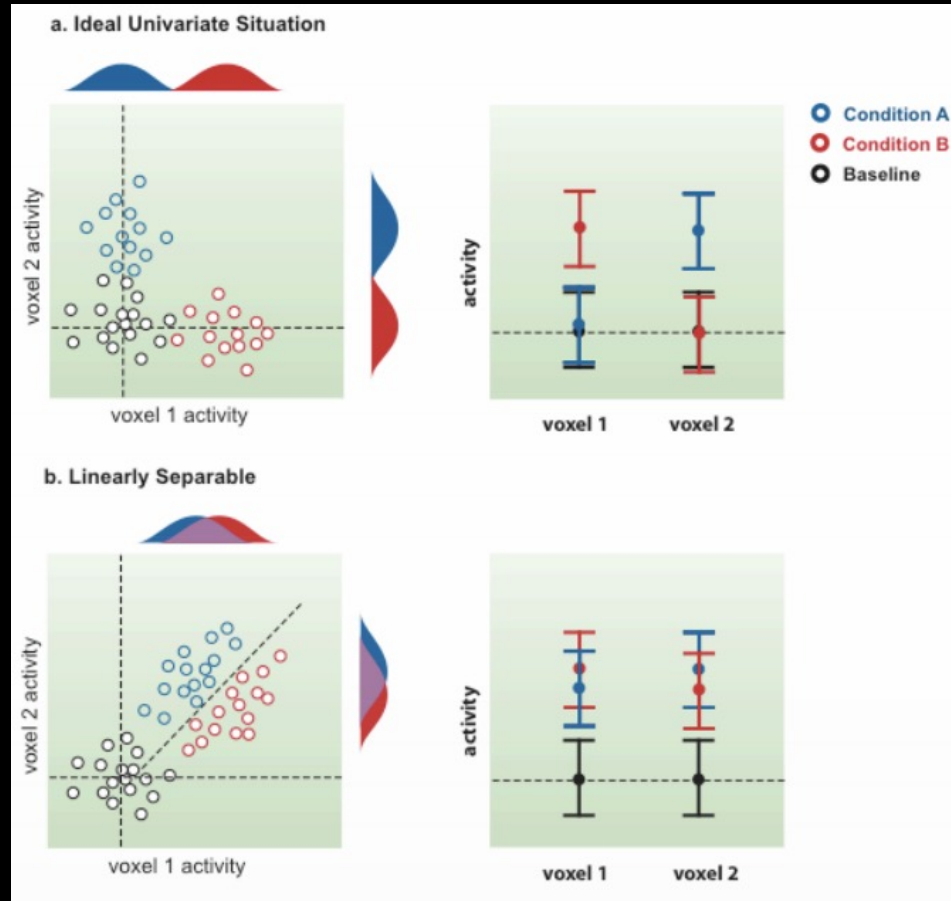 a. Ideal Univariate Situation
Condition A
Condition B
Baseline
voxel 2 activity
voxel 1 activity
activity
voxel 1 voxel 2
b. Linearly Separable
voxel 2 activity
voxel 1 activity
activity
voxel 1 voxel 2